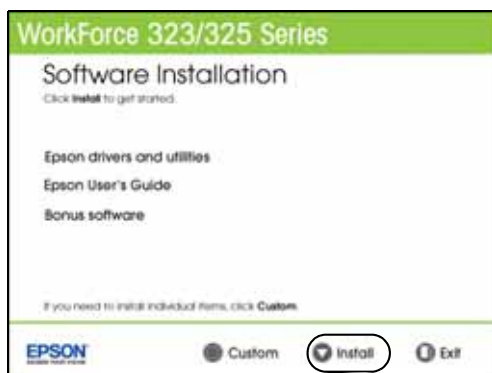 WorkForce 323/325 Series
Software Installation
Click Install to get started.
Epson drivers and utilities
Epson User's Guide
Bonus software
If you need to install individual items, click Custom.
EPSON Custom Install Exit